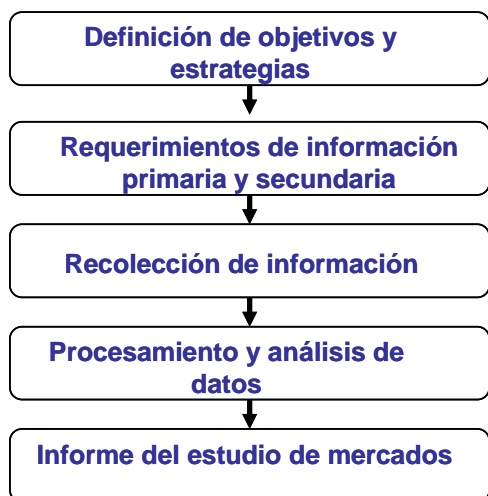 Definición de objetivos y
estrategias
Requerimientos de información
primaria y secundaria
Recolección de información
Procesamiento y análisis de
datos
Informe del estudio de mercados